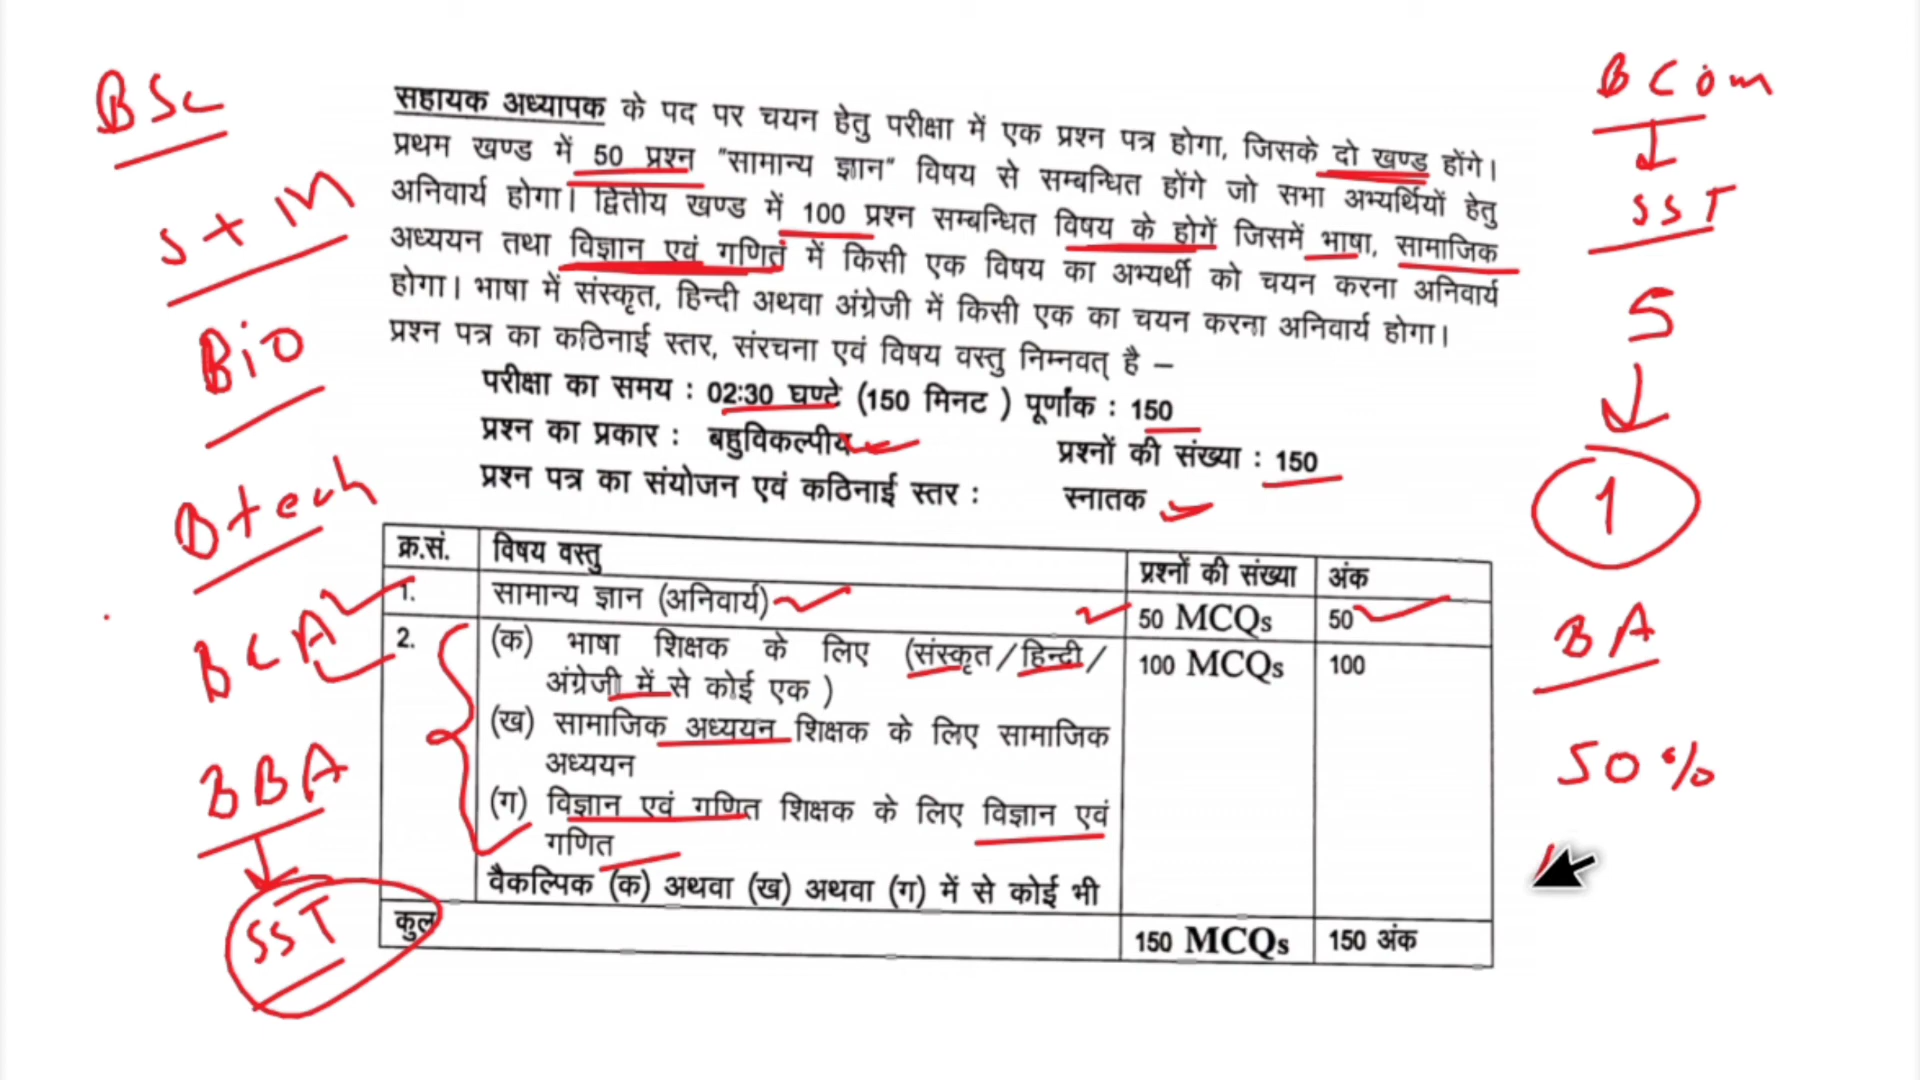 सहायक अध्यापक के पद पर चयन हेतु परीक्षा में एक प्रश्न पत्र होगा, जिसके दो खण्ड होंगे।
प्रथम खण्ड में 50 प्रश्न "सामान्य ज्ञान" विषय से सम्बन्धित होंगे जो सभा अभ्यर्थियों हेतु
अनिवार्य होगा। द्वितीय खण्ड में 100 प्रश्न सम्बन्धित विषय के होगें जिसमें भाषा, सामाजिक
अध्ययन तथा विज्ञान एवं गणित में किसी एक विषय का अभ्यर्थी को चयन करना अनिवार्य
होगा। भाषा में संस्कृत, हिन्दी अथवा अंग्रेजी में किसी एक का चयन करना अनिवार्य होगा।
प्रश्न पत्र का कठिनाई स्तर, संरचना एवं विषय वस्तु निम्नवत् है –
परीक्षा का समय : 02:30 घण्टे (150 मिनट ) पूर्णांक : 150
प्रश्न का प्रकार : बहुविकल्पीय प्रश्नों की संख्या : 150
प्रश्न पत्र का संयोजन एवं कठिनाई स्तर : स्नातक
क्र.सं. विषय वस्तु प्रश्नों की संख्या अंक
1. सामान्य ज्ञान (अनिवार्य) 50 MCQs 50
2. (क) भाषा शिक्षक के लिए (संस्कृत/हिन्दी/ 100 MCQs 100
अंग्रेजी में से कोई एक )
(ख) सामाजिक अध्ययन शिक्षक के लिए सामाजिक
अध्ययन
(ग) विज्ञान एवं गणित शिक्षक के लिए विज्ञान एवं
गणित
वैकल्पिक (क) अथवा (ख) अथवा (ग) में से कोई भी
कुल 150 MCQs 150 अंक
BSc
S + M
Bio
Btech
BCA
BBA
SST
BCom
SST
5
1
BA
50%